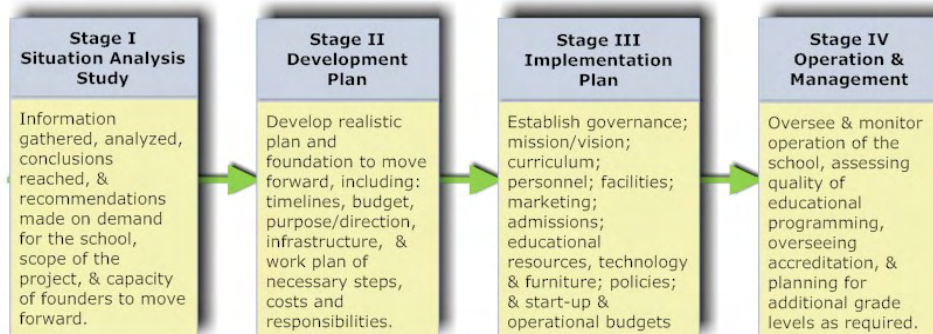 Stage I
Situation Analysis
Study
Information
gathered, analyzed,
conclusions
reached, &
recommendations
made on demand
for the school,
scope of the
project, & capacity
of founders to move
forward.
Stage II
Development
Plan
Develop realistic
plan and
foundation to move
forward, including:
timelines, budget,
purpose/direction,
infrastructure, &
work plan of
necessary steps,
costs and
responsibilities.
Stage III
Implementation
Plan
Establish governance;
mission/vision;
curriculum;
personnel; facilities;
marketing;
admissions;
educational
resources, technology
& furniture; policies;
& start-up &
operational budgets
Stage IV
Operation &
Management
Oversee & monitor
operation of the
school, assessing
quality of
educational
programming,
overseeing
accreditation, &
planning for
additional grade
levels as required.